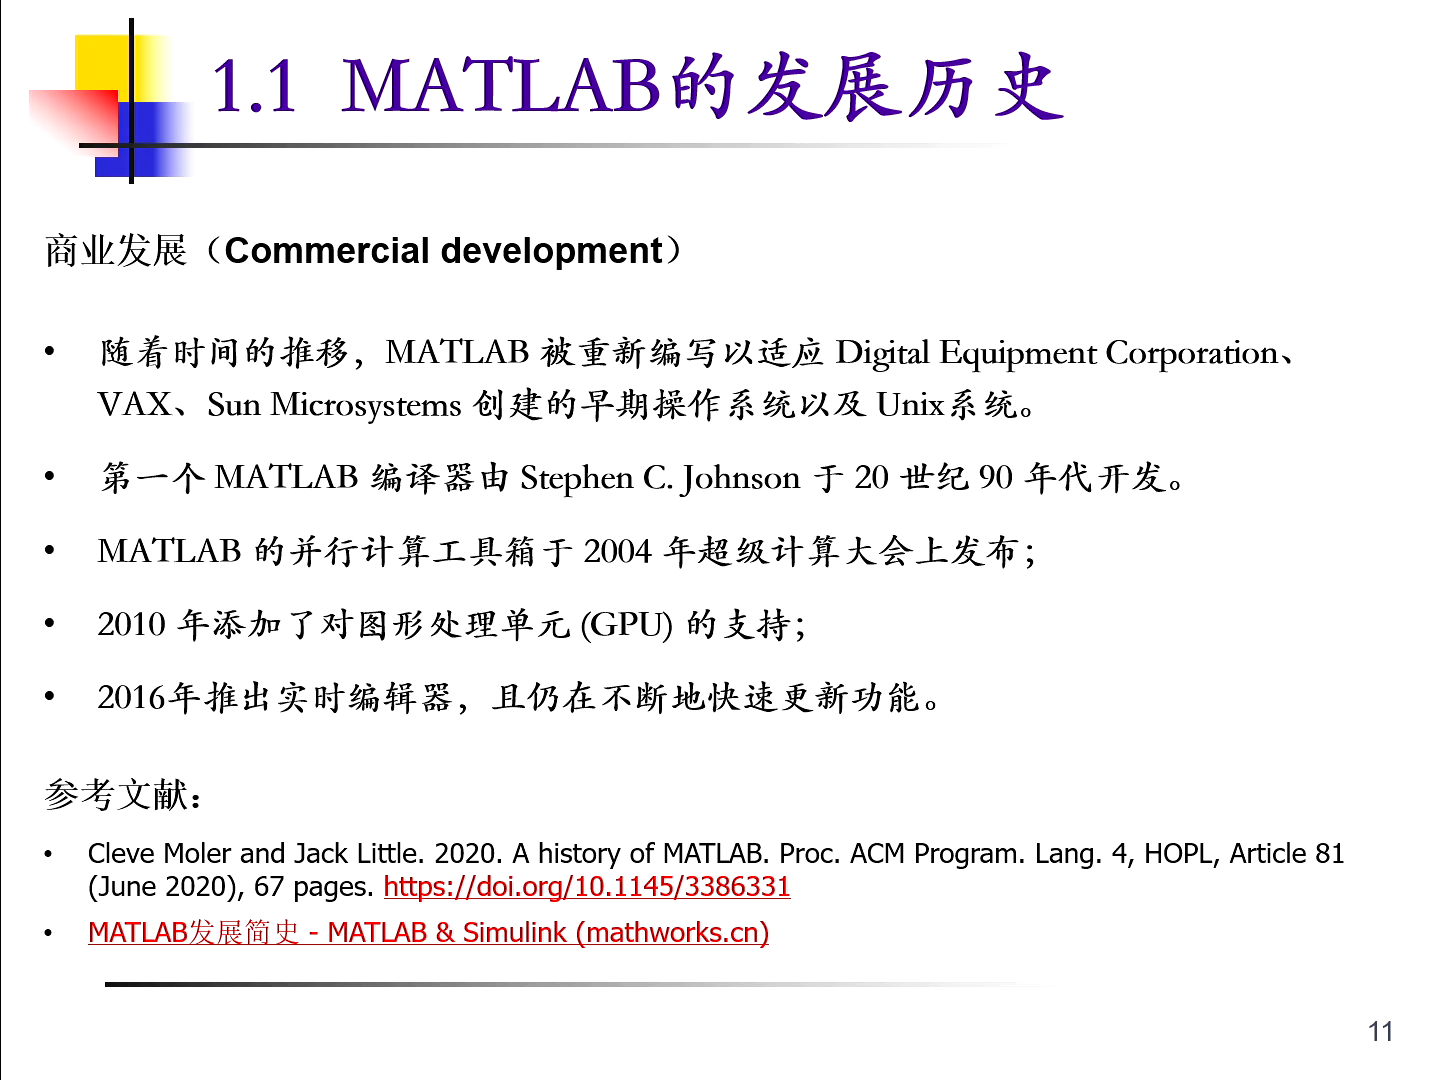 1.1 MATLAB的发展历史
商业发展（Commercial development）
• 随着时间的推移，MATLAB 被重新编写以适应 Digital Equipment Corporation、
VAX、Sun Microsystems 创建的早期操作系统以及 Unix系统。
• 第一个 MATLAB 编译器由 Stephen C. Johnson 于 20 世纪 90 年代开发。
• MATLAB 的并行计算工具箱于 2004 年超级计算大会上发布；
• 2010 年添加了对图形处理单元 (GPU) 的支持；
• 2016年推出实时编辑器，且仍在不断地快速更新功能。
参考文献：
• Cleve Moler and Jack Little. 2020. A history of MATLAB. Proc. ACM Program. Lang. 4, HOPL, Article 81
(June 2020), 67 pages. https://doi.org/10.1145/3386331
• MATLAB发展简史 - MATLAB & Simulink (mathworks.cn)
11